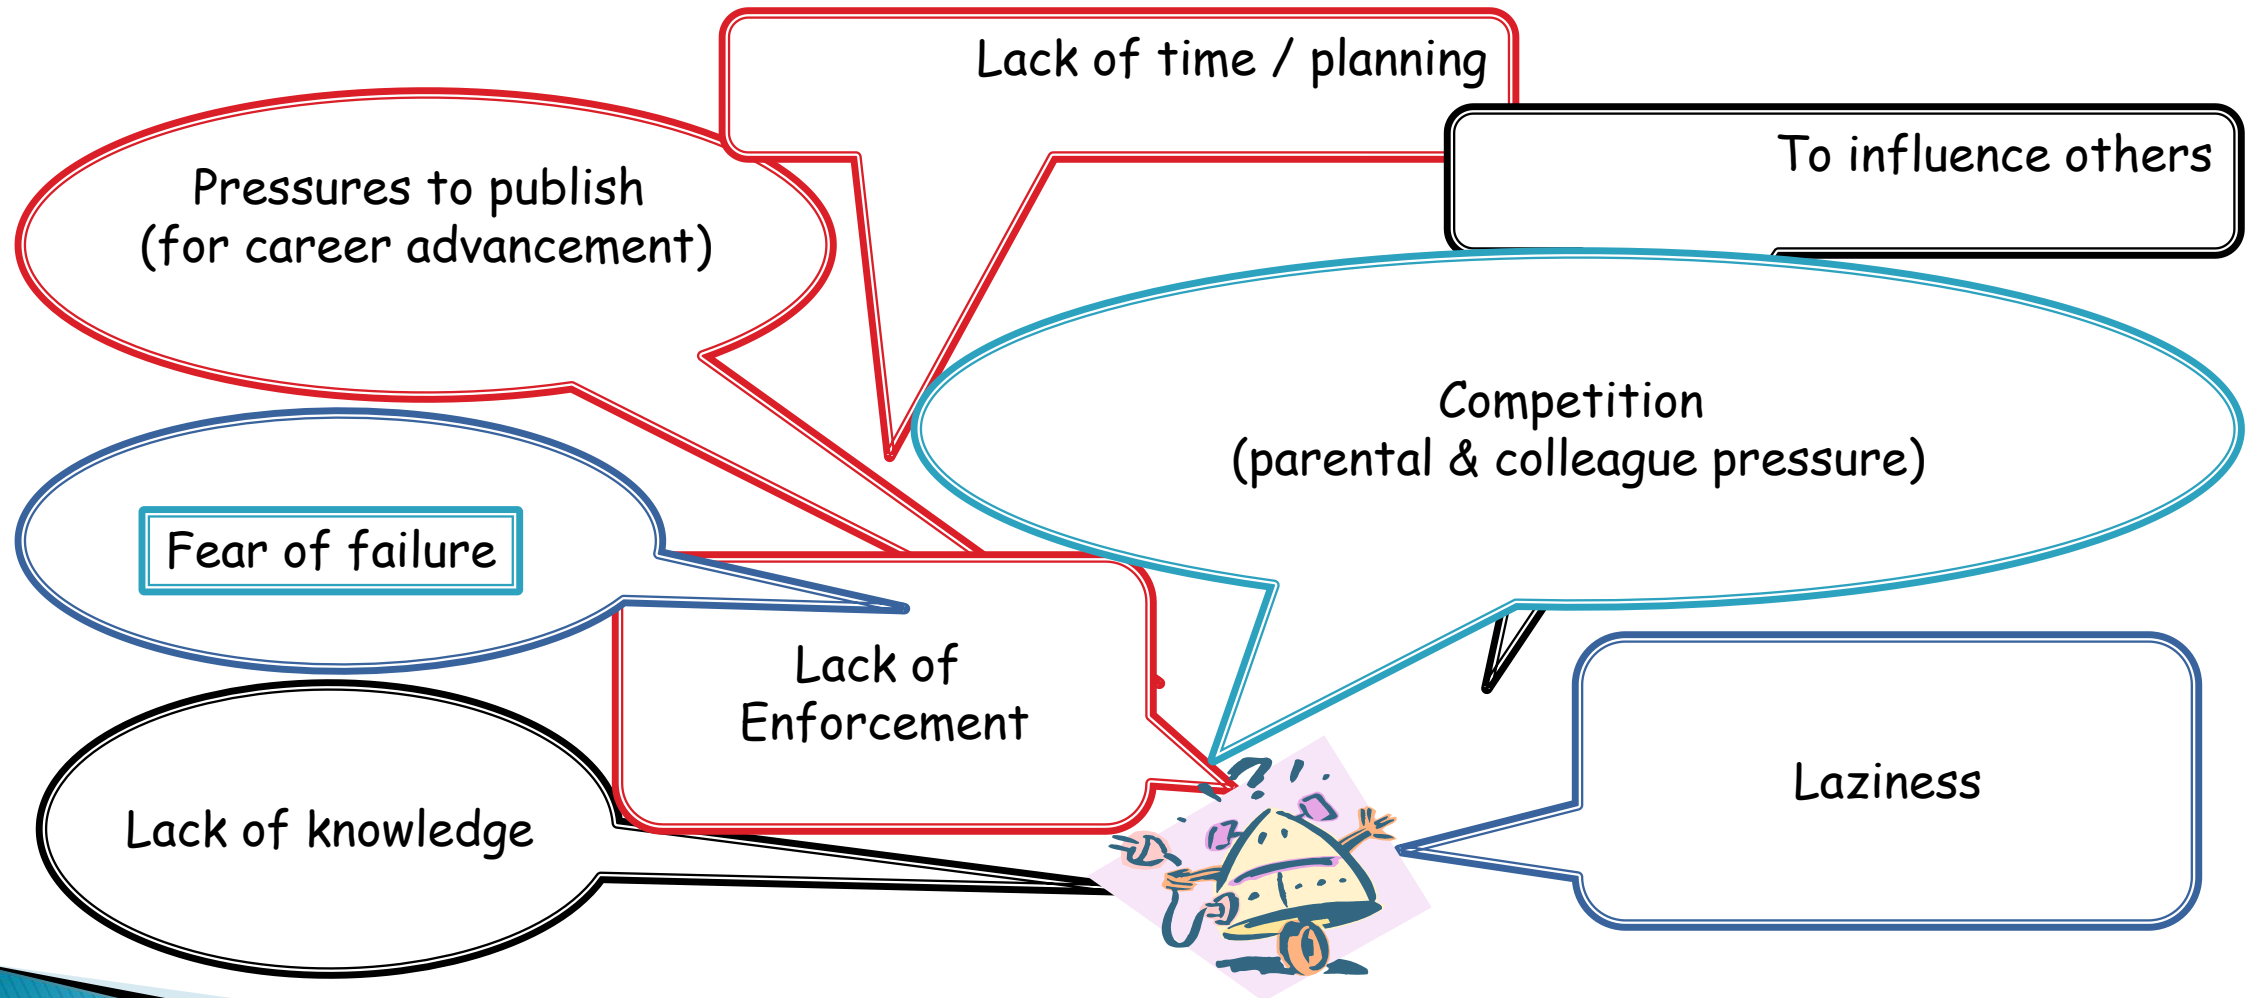 Lack of time / planning
To influence others
Pressures to publish
(for career advancement)
Competition
(parental & colleague pressure)
Fear of failure
Lack of
Enforcement
Laziness
Lack of knowledge